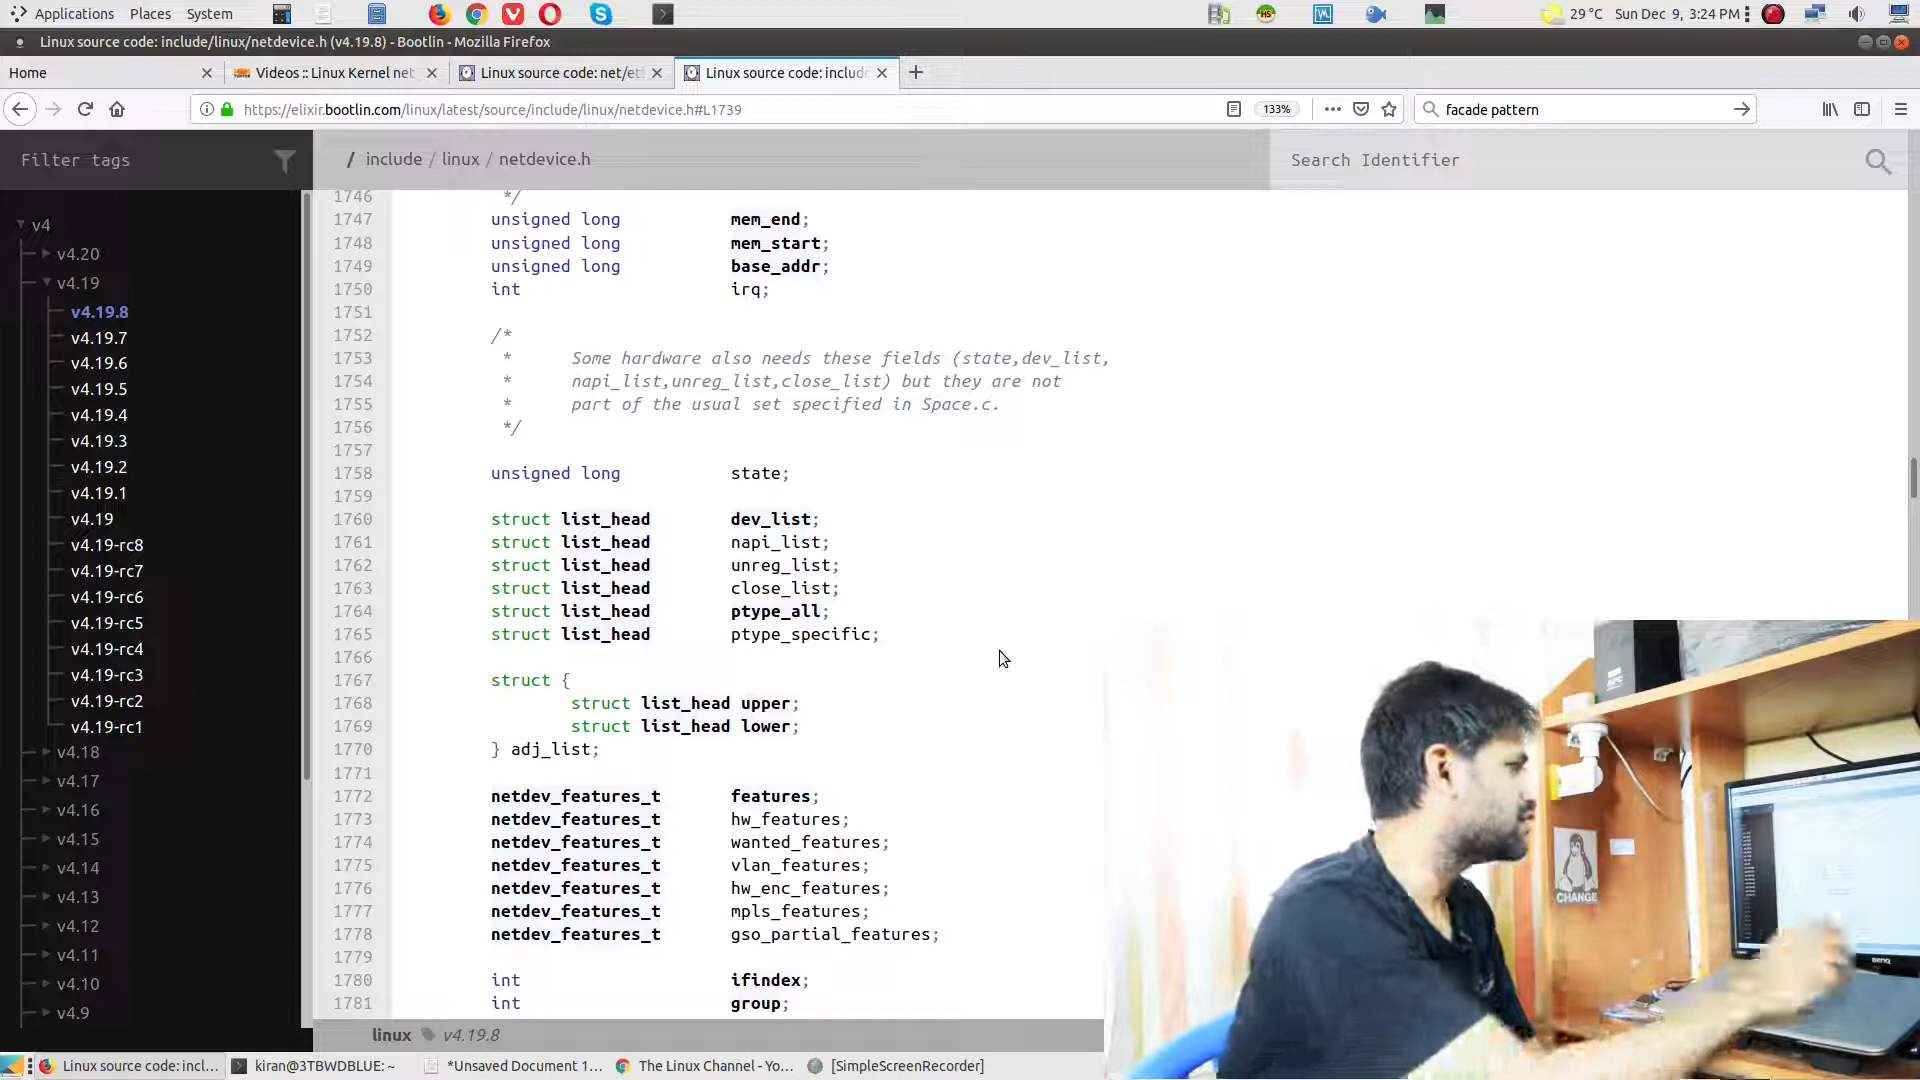 Applications Places System 29 °C Sun Dec 9, 3:24 PM
Linux source code: include/linux/netdevice.h (v4.19.8) - Bootlin - Mozilla Firefox
Home Videos :: Linux Kernel net Linux source code: net/et Linux source code: include
https://elixir.bootlin.com/linux/latest/source/include/linux/netdevice.h#L1739 133% facade pattern
Filter tags / include / linux / netdevice.h Search Identifier
v4
v4.20
v4.19
v4.19.8
v4.19.7
v4.19.6
v4.19.5
v4.19.4
v4.19.3
v4.19.2
v4.19.1
v4.19
v4.19-rc8
v4.19-rc7
v4.19-rc6
v4.19-rc5
v4.19-rc4
v4.19-rc3
v4.19-rc2
v4.19-rc1
v4.18
v4.17
v4.16
v4.15
v4.14
v4.13
v4.12
v4.11
v4.10
v4.9
1746 */
1747 unsigned long mem_end;
1748 unsigned long mem_start;
1749 unsigned long base_addr;
1750 int irq;
1751
1752 /*
1753 * Some hardware also needs these fields (state,dev_list,
1754 * napi_list,unreg_list,close_list) but they are not
1755 * part of the usual set specified in Space.c.
1756 */
1757
1758 unsigned long state;
1759
1760 struct list_head dev_list;
1761 struct list_head napi_list;
1762 struct list_head unreg_list;
1763 struct list_head close_list;
1764 struct list_head ptype_all;
1765 struct list_head ptype_specific;
1766
1767 struct {
1768 struct list_head upper;
1769 struct list_head lower;
1770 } adj_list;
1771
1772 netdev_features_t features;
1773 netdev_features_t hw_features;
1774 netdev_features_t wanted_features;
1775 netdev_features_t vlan_features;
1776 netdev_features_t hw_enc_features;
1777 netdev_features_t mpls_features;
1778 netdev_features_t gso_partial_features;
1779
1780 int ifindex;
1781 int group;
linux v4.19.8
CHANGE
BenQ
Linux source code: incl... kiran@3TBWDBLUE: ~ *Unsaved Document 1... The Linux Channel - Yo... [SimpleScreenRecorder]